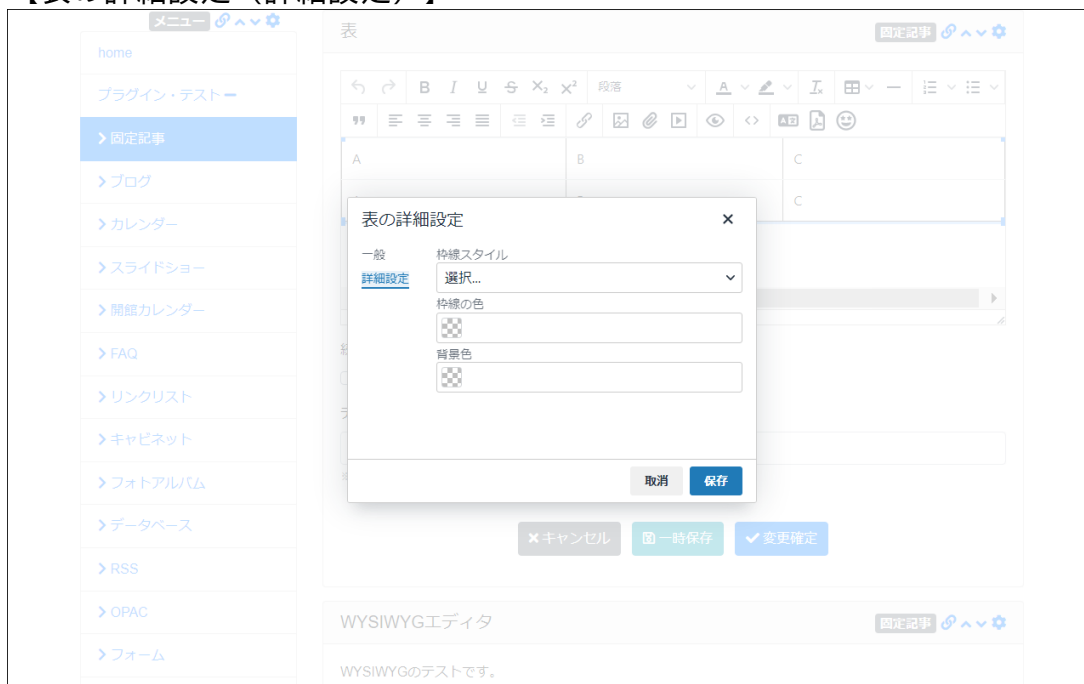 【表の詳細設定（詳細設定）】
メニュー
home
プラグイン・テスト
固定記事
ブログ
カレンダー
スライドショー
開館カレンダー
FAQ
リンクリスト
キャビネット
フォトアルバム
データベース
RSS
OPAC
フォーム
表
固定記事
段落
A B C
C
表の詳細設定
一般
詳細設定
枠線スタイル
選択...
枠線の色
背景色
取消
保存
キャンセル
一時保存
変更確定
WYSIWYGエディタ
固定記事
WYSIWYGのテストです。